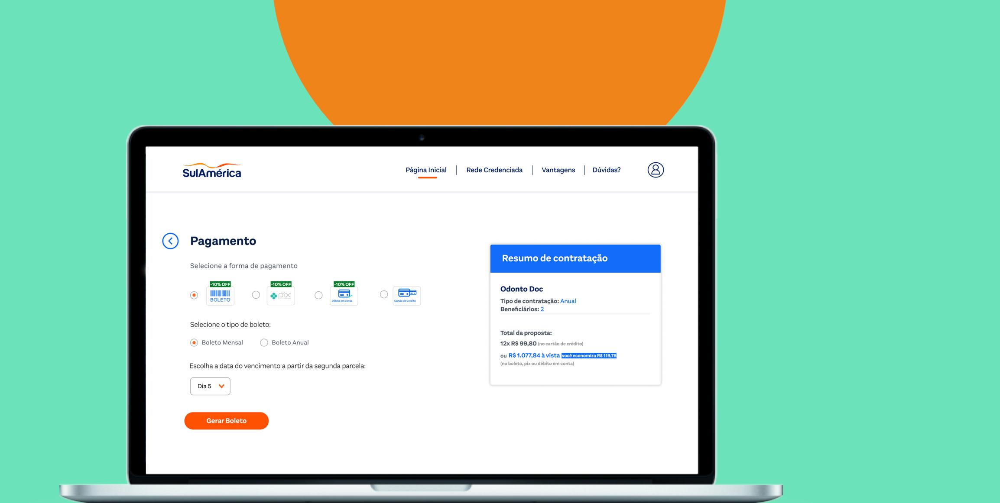 SulAmérica
Página Inicial | Rede Credenciada | Vantagens | Dúvidas?
Pagamento
Selecione a forma de pagamento
-10% OFF
BOLETO
-10% OFF
pix
-10% OFF
Débito em conta
Cartão de Crédito
Selecione o tipo de boleto:
Boleto Mensal Boleto Anual
Escolha a data do vencimento a partir da segunda parcela:
Dia 5
Gerar Boleto
Resumo de contratação
Odonto Doc
Tipo de contratação: Anual
Beneficiários: 2
Total da proposta:
12x R$ 99,80 (no cartão de crédito)
ou R$ 1.077,84 à vista você economiza R$ 119,76
(no boleto, pix ou débito em conta)